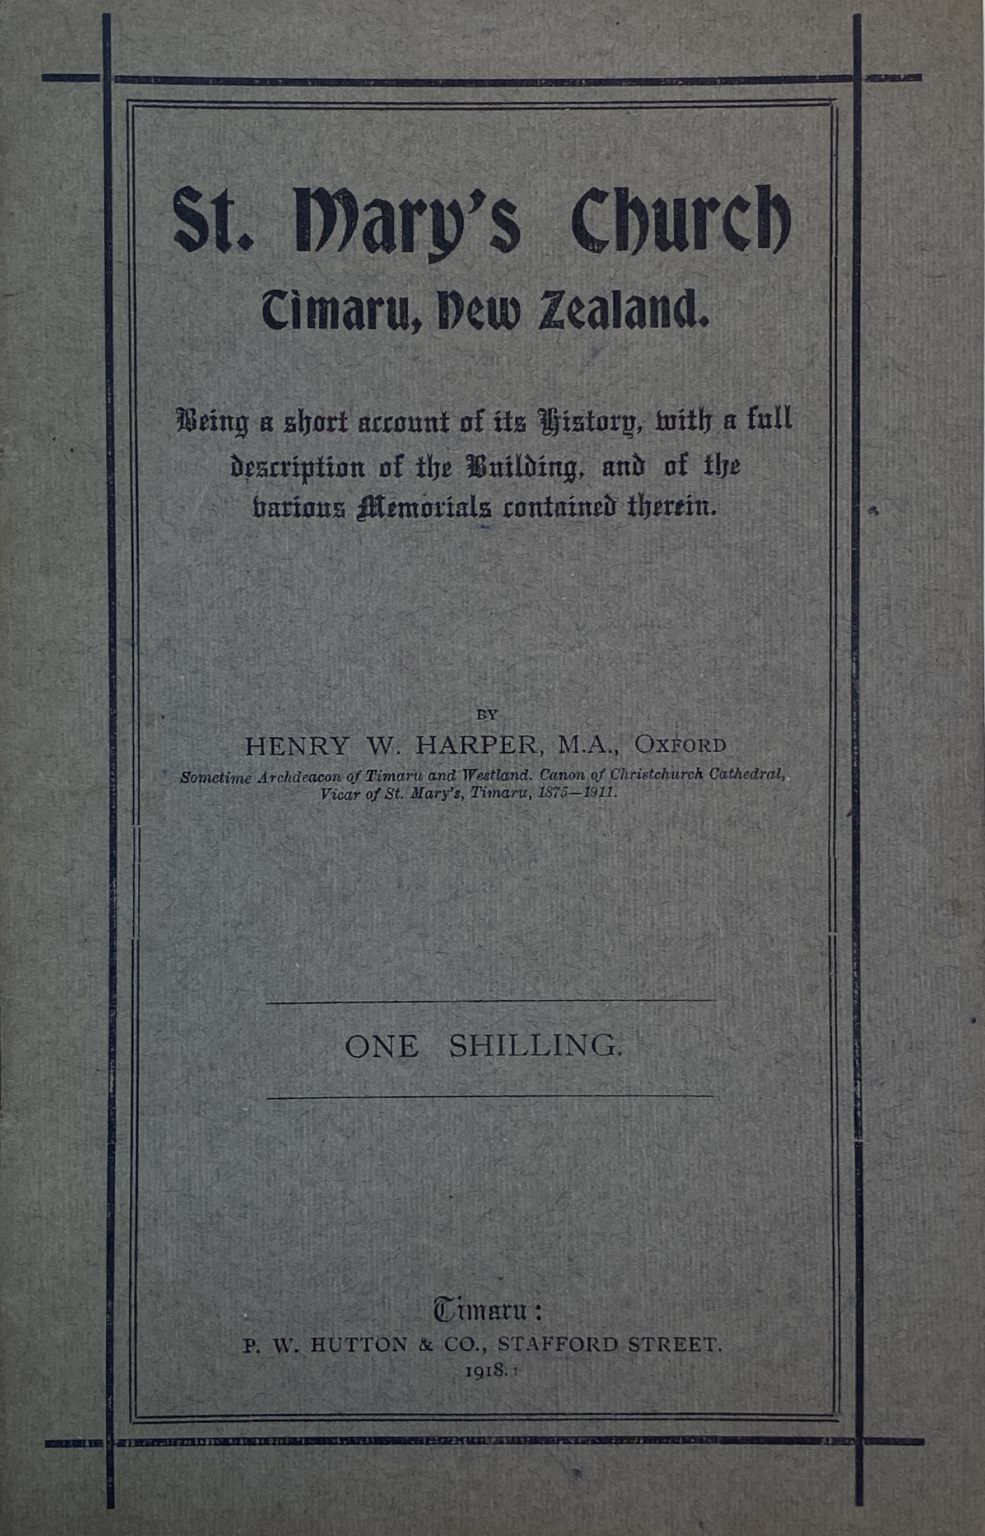 St. Mary's Church
Timaru, New Zealand.
Being a short account of its History, with a full
description of the Building, and of the
various Memorials contained therein.
BY
HENRY W. HARPER, M.A., OXFORD
Sometime Archdeacon of Timaru and Westland. Canon of Christchurch Cathedral,
Vicar of St. Mary's, Timaru, 1875—1911.
ONE SHILLING.
Timaru:
P. W. HUTTON & CO., STAFFORD STREET.
1918.